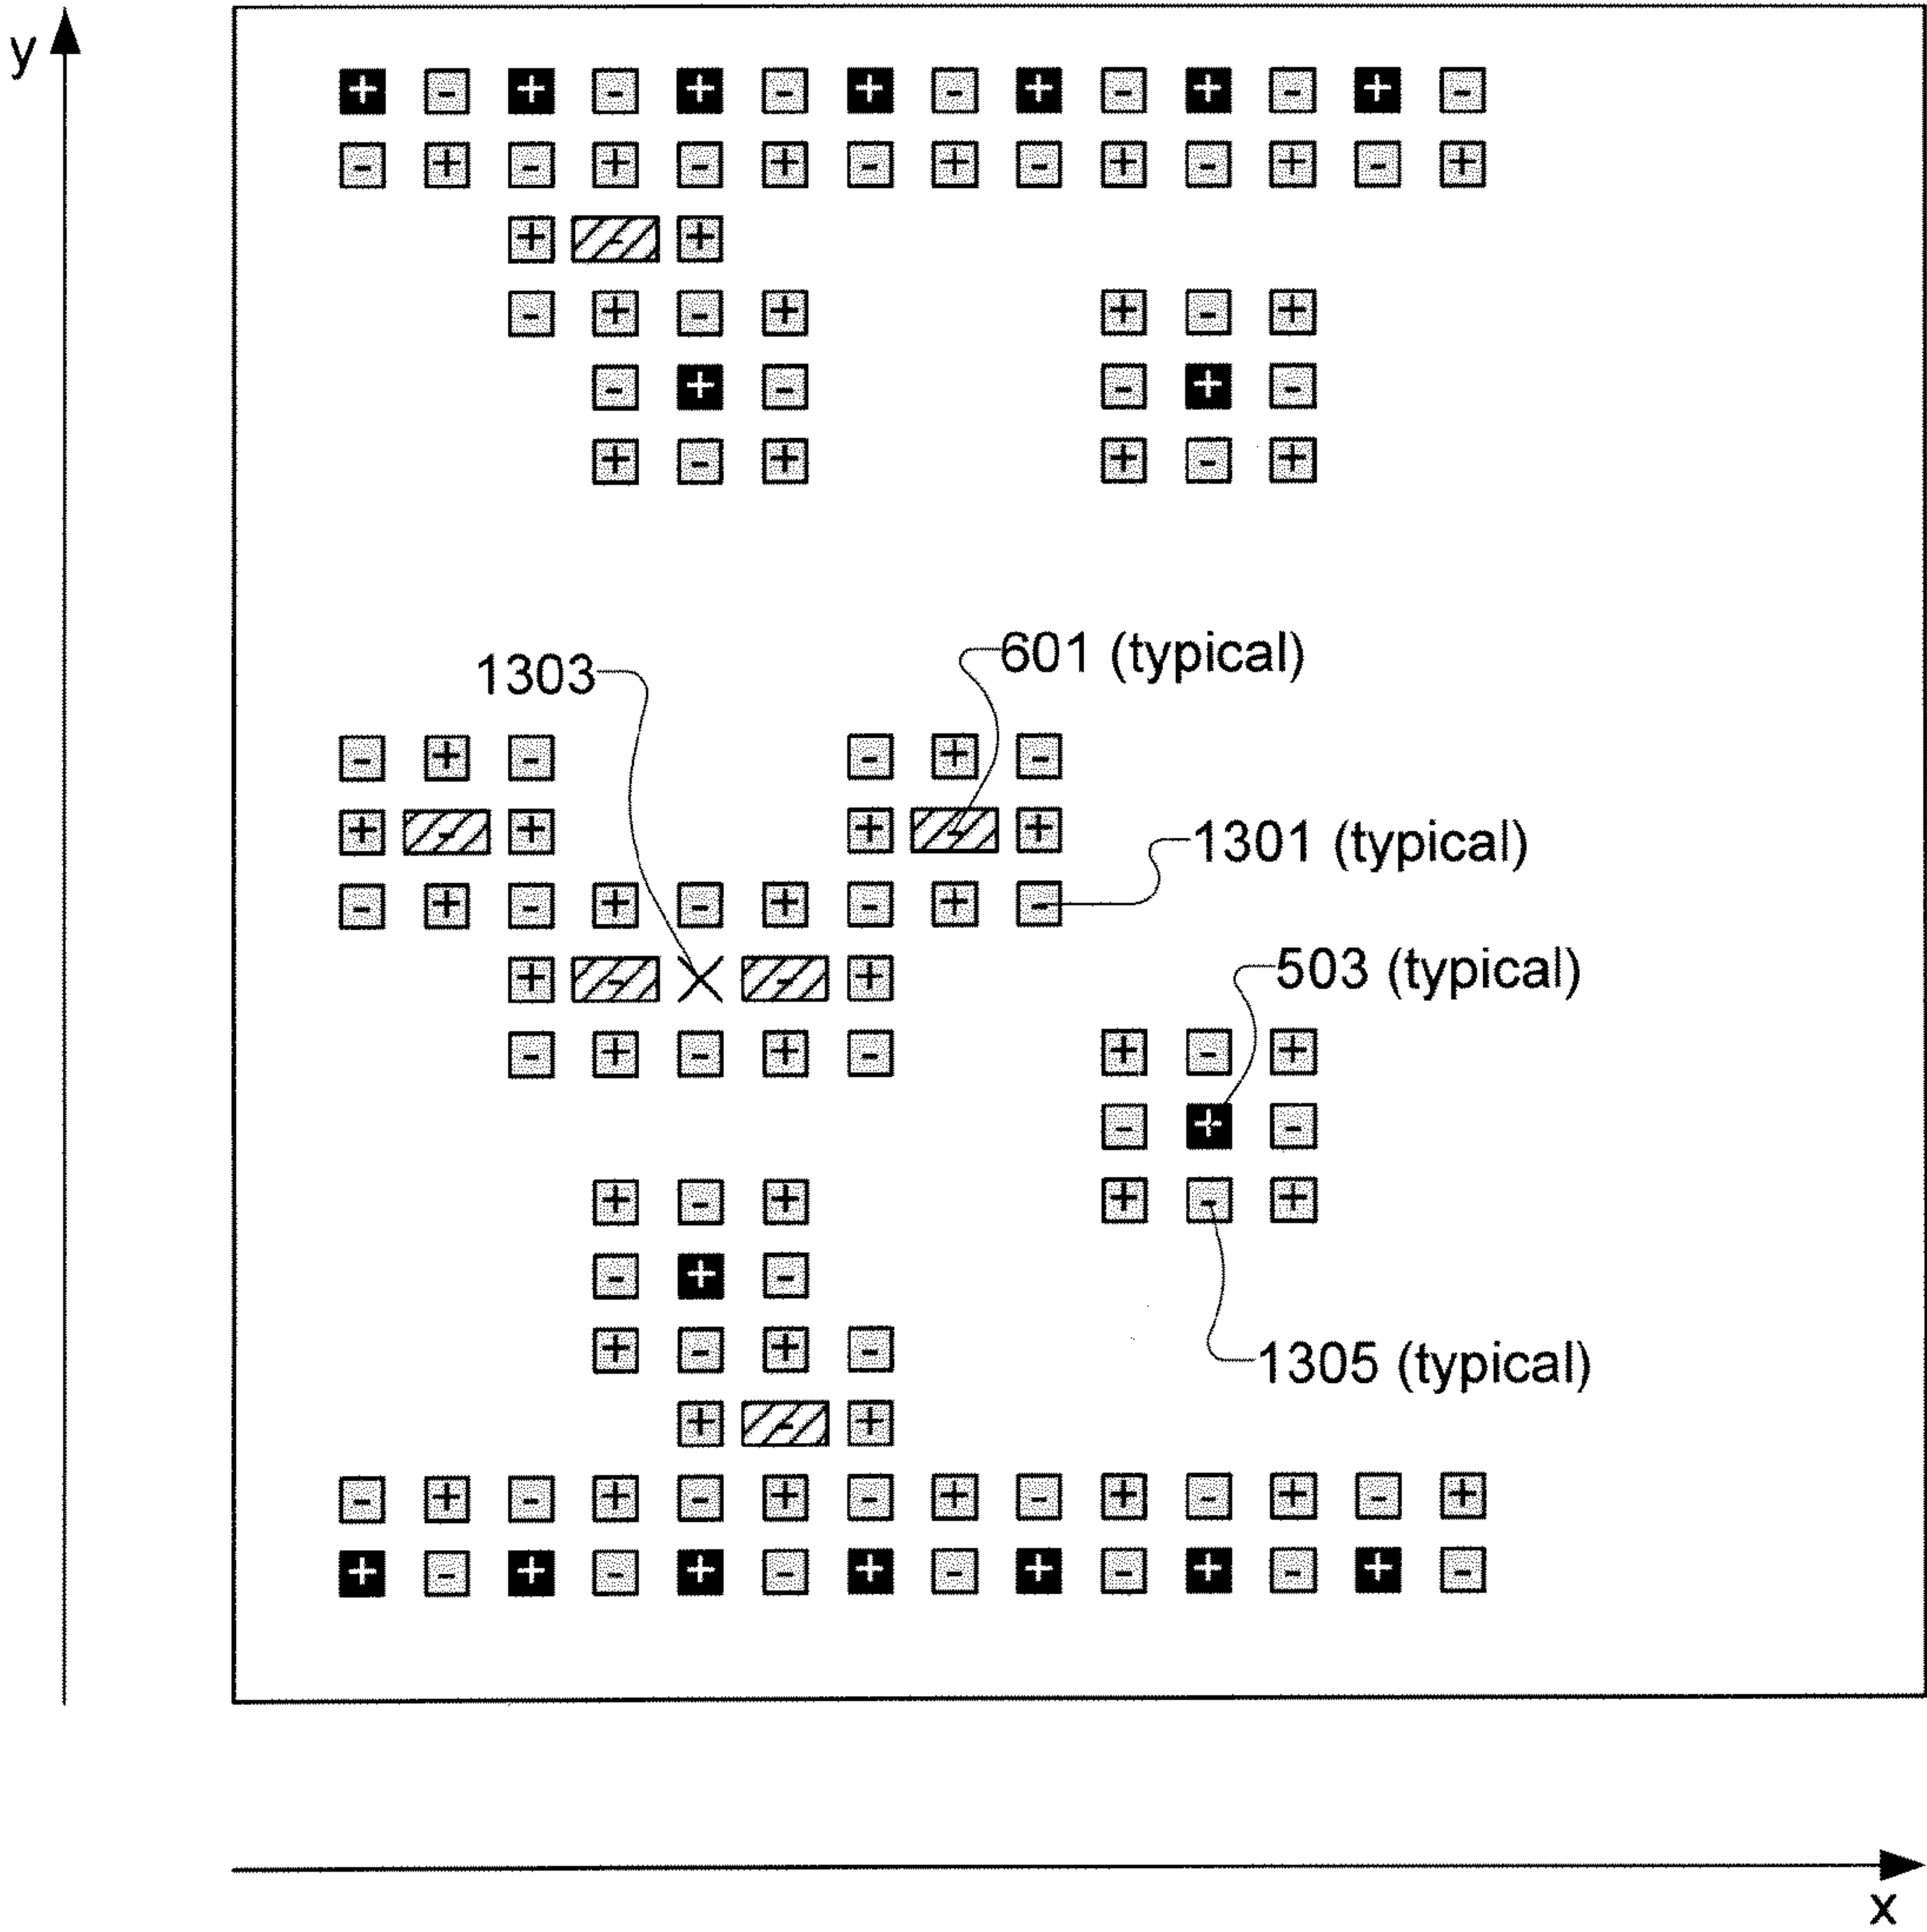 y
+ - + - + - + - + - + - + -
- + - + - + - + - + - + - +
+ - +
- + - + + - +
- + - - + -
+ - + + - +
601 (typical)
1303
- + - - + -
+ - + + - +
1301 (typical)
- + - + - + - + -
503 (typical)
+ - X - +
- + - + - + - +
- + -
+ - + + - +
- + -
+ - + -
1305 (typical)
+ - +
- + - + - + - + - + - + - +
+ - + - + - + - + - + - + -
x